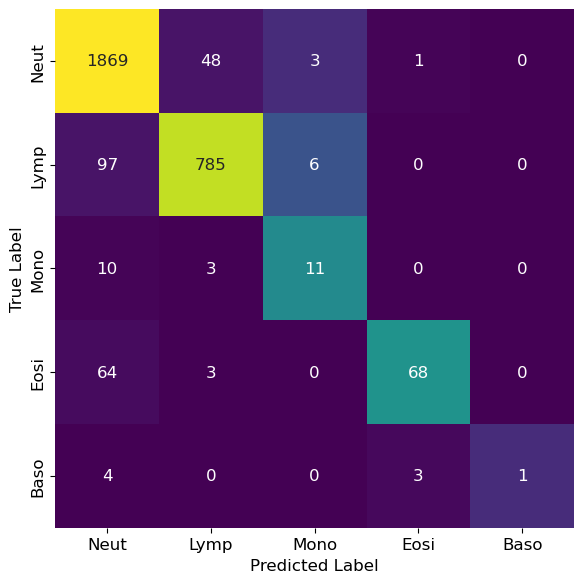 Neut 1869 48 3 1 0
Lymp 97 785 6 0 0
Mono 10 3 11 0 0
Eosi 64 3 0 68 0
Baso 4 0 0 3 1
True Label
Neut Lymp Mono Eosi Baso
Predicted Label